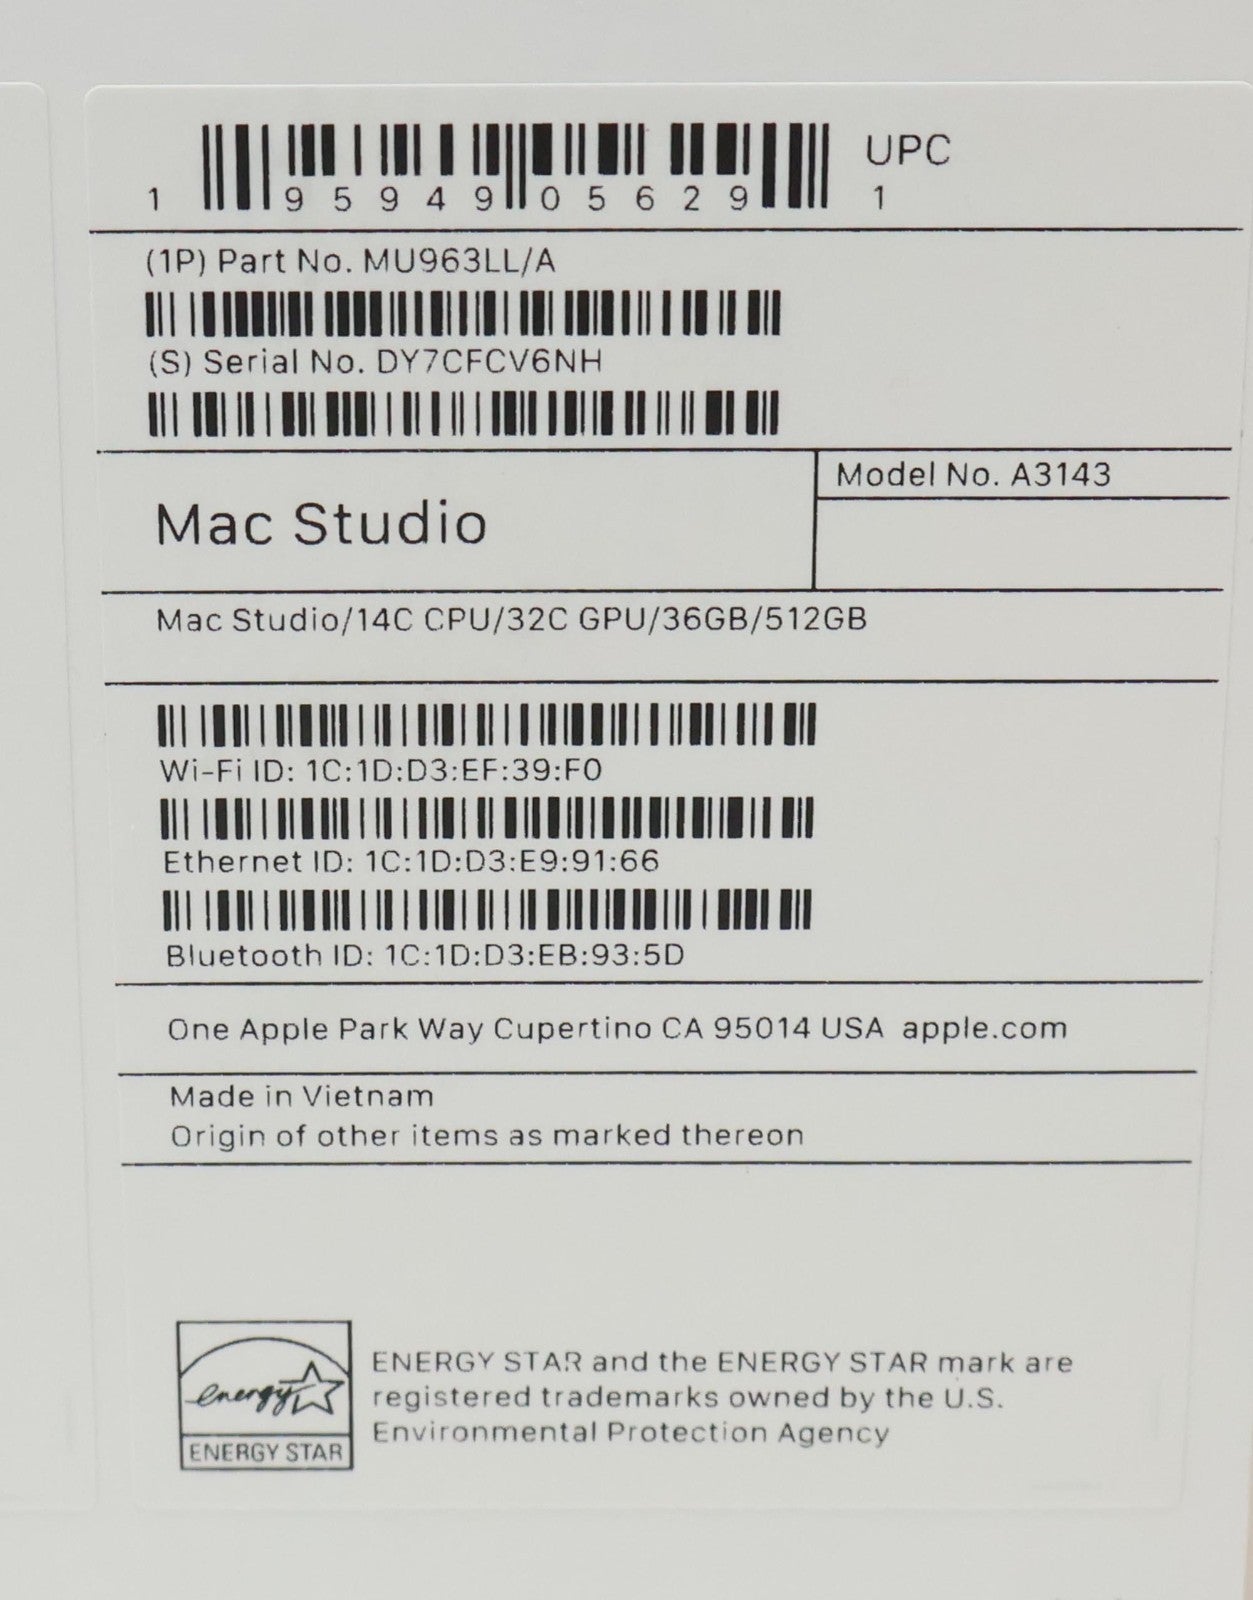 UPC
1 95949 05629 1
(1P) Part No. MU963LL/A
(S) Serial No. DY7CFCV6NH
Model No. A3143
Mac Studio
Mac Studio/14C CPU/32C GPU/36GB/512GB
Wi-Fi ID: 1C:1D:D3:EF:39:F0
Ethernet ID: 1C:1D:D3:E9:91:66
Bluetooth ID: 1C:1D:D3:EB:93:5D
One Apple Park Way Cupertino CA 95014 USA apple.com
Made in Vietnam
Origin of other items as marked thereon
energy
ENERGY STAR
ENERGY STAR and the ENERGY STAR mark are
registered trademarks owned by the U.S.
Environmental Protection Agency